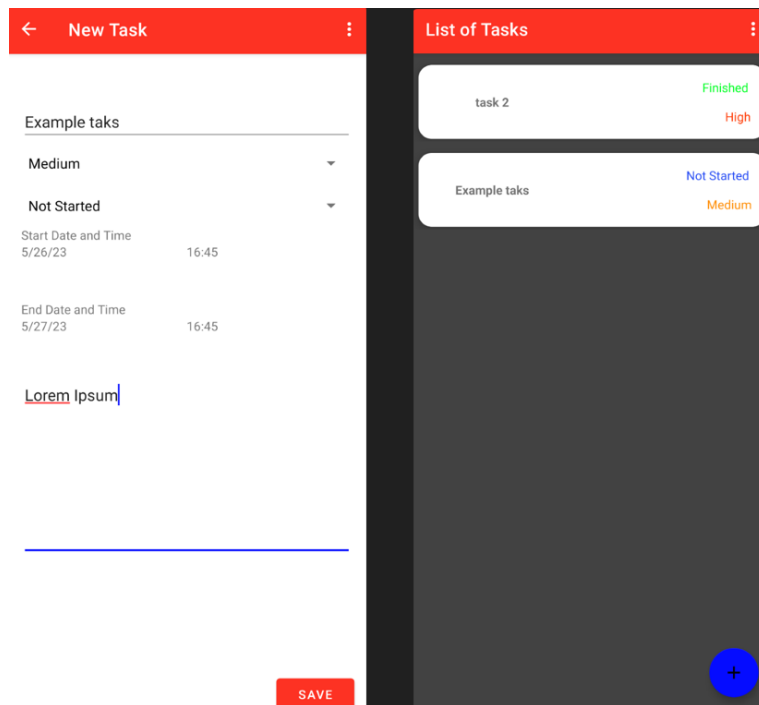 New Task
Example taks
Medium
Not Started
Start Date and Time
5/26/23 16:45
End Date and Time
5/27/23 16:45
Lorem Ipsum
SAVE
List of Tasks
task 2
Finished
High
Example taks
Not Started
Medium